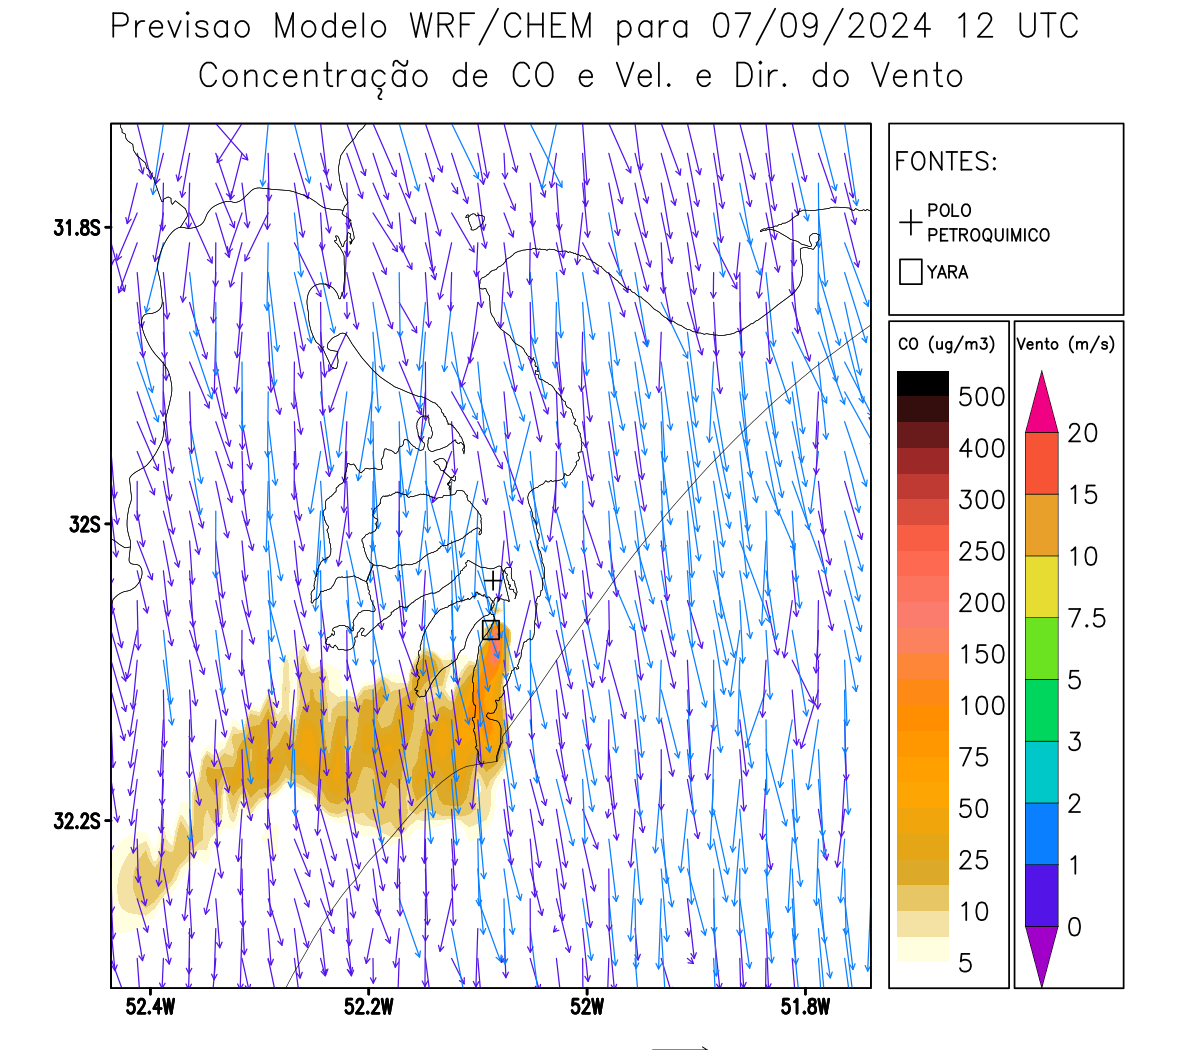 Previsao Modelo WRF/CHEM para 07/09/2024 12 UTC
Concentração de CO e Vel. e Dir. do Vento
FONTES:
POLO
PETROQUIMICO
YARA
31.8S
32S
32.2S
52.4W
52.2W
52W
51.8W
CO (ug/m3)
500
400
300
250
200
150
100
75
50
25
10
5
Vento (m/s)
20
15
10
7.5
5
3
2
1
0